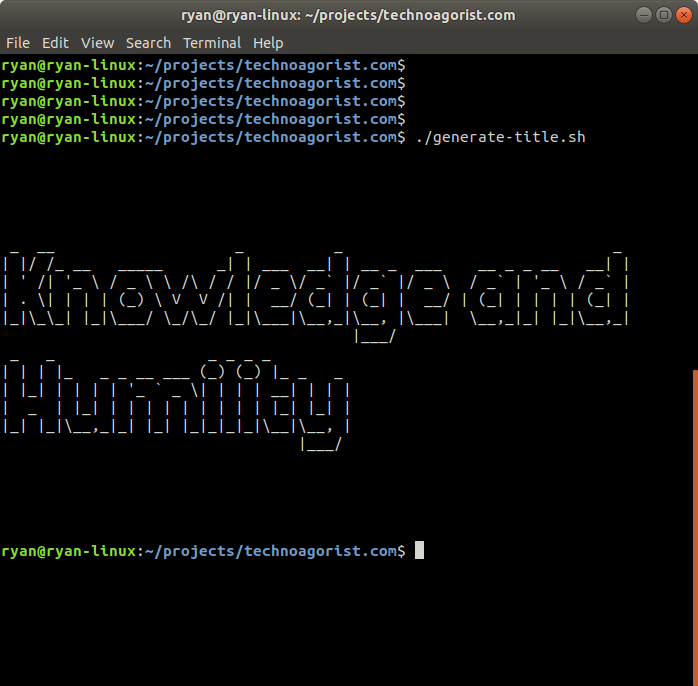 ryan@ryan-linux: ~/projects/technoagorist.com
File Edit View Search Terminal Help
ryan@ryan-linux:~/projects/technoagorist.com$
ryan@ryan-linux:~/projects/technoagorist.com$
ryan@ryan-linux:~/projects/technoagorist.com$
ryan@ryan-linux:~/projects/technoagorist.com$
ryan@ryan-linux:~/projects/technoagorist.com$ ./generate-title.sh
Knowledge and
Humility
ryan@ryan-linux:~/projects/technoagorist.com$